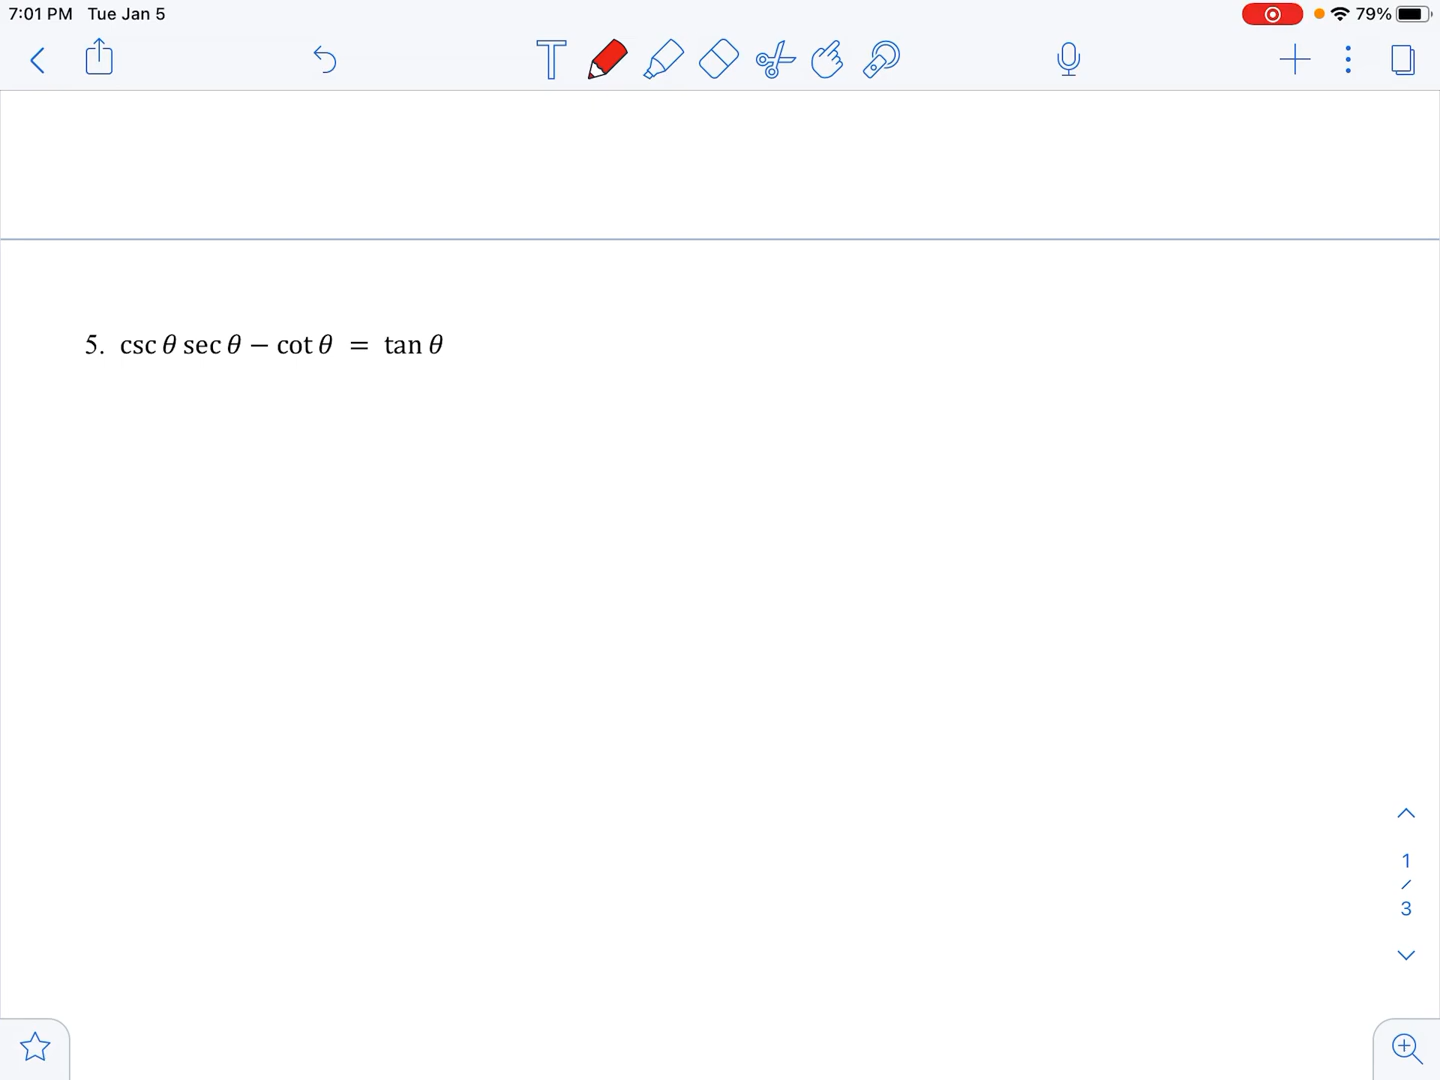 7:01 PM Tue Jan 5
79%
5. csc θ sec θ − cot θ = tan θ
1
/
3